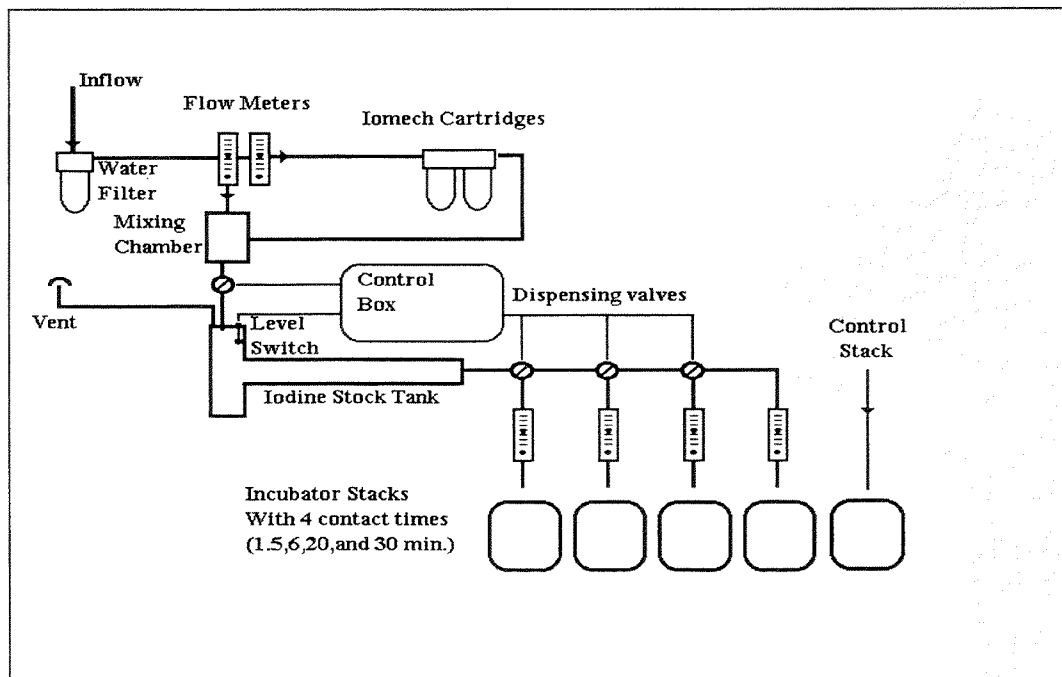 Inflow
Flow Meters
Iomech Cartridges
Water
Filter
Mixing
Chamber
Control
Box
Dispensing valves
Vent
Level
Switch
Control
Stack
Iodine Stock Tank
Incubator Stacks
With 4 contact times
(1.5,6,20,and 30 min.)